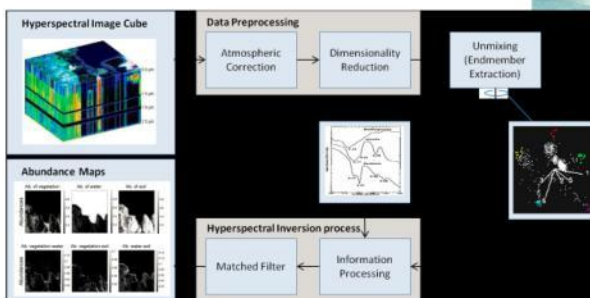 Hyperspectral Image Cube
Data Preprocessing
Atmospheric
Correction
Dimensionality
Reduction
Unmixing
(Endmember
Extraction)
Abundance Maps
Ab. of vegetation
Ab. of water
Ab. of soil
Abundances
Ab. vegetation-water
Ab. vegetation-soil
Ab. water-soil
Abundances
Hyperspectral Inversion process
Matched Filter
Information
Processing